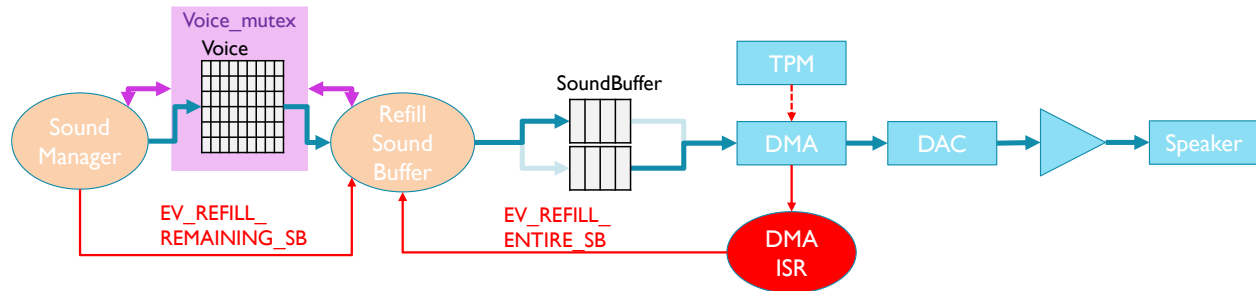 Voice_mutex
Voice
Sound
Manager
Refill
Sound
Buffer
SoundBuffer
TPM
DMA
DAC
Speaker
EV_REFILL_
REMAINING_SB
EV_REFILL_
ENTIRE_SB
DMA
ISR